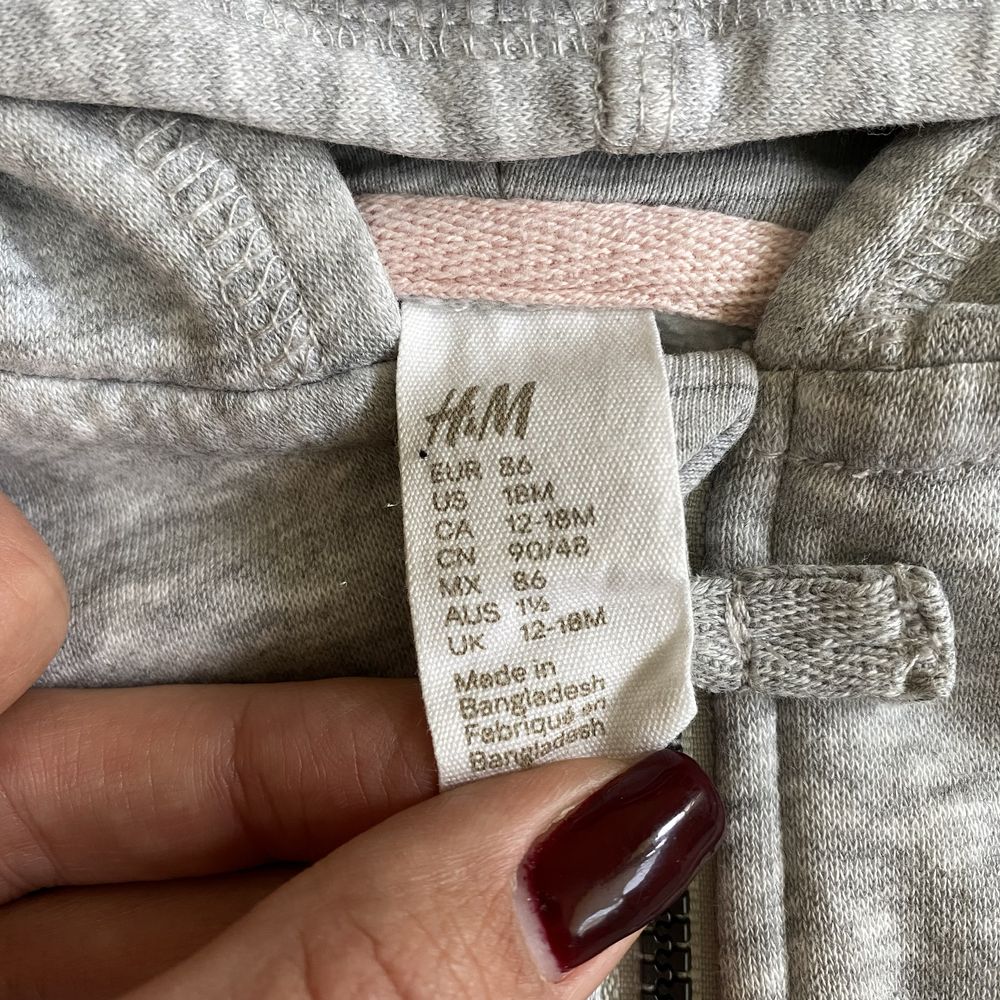 H&M
EUR 86
US 18M
CA 12-18M
CN 90/48
MX 86
AUS 1½
UK 12-18M
Made in
Bangladesh
Fabriqué en
Bangladesh